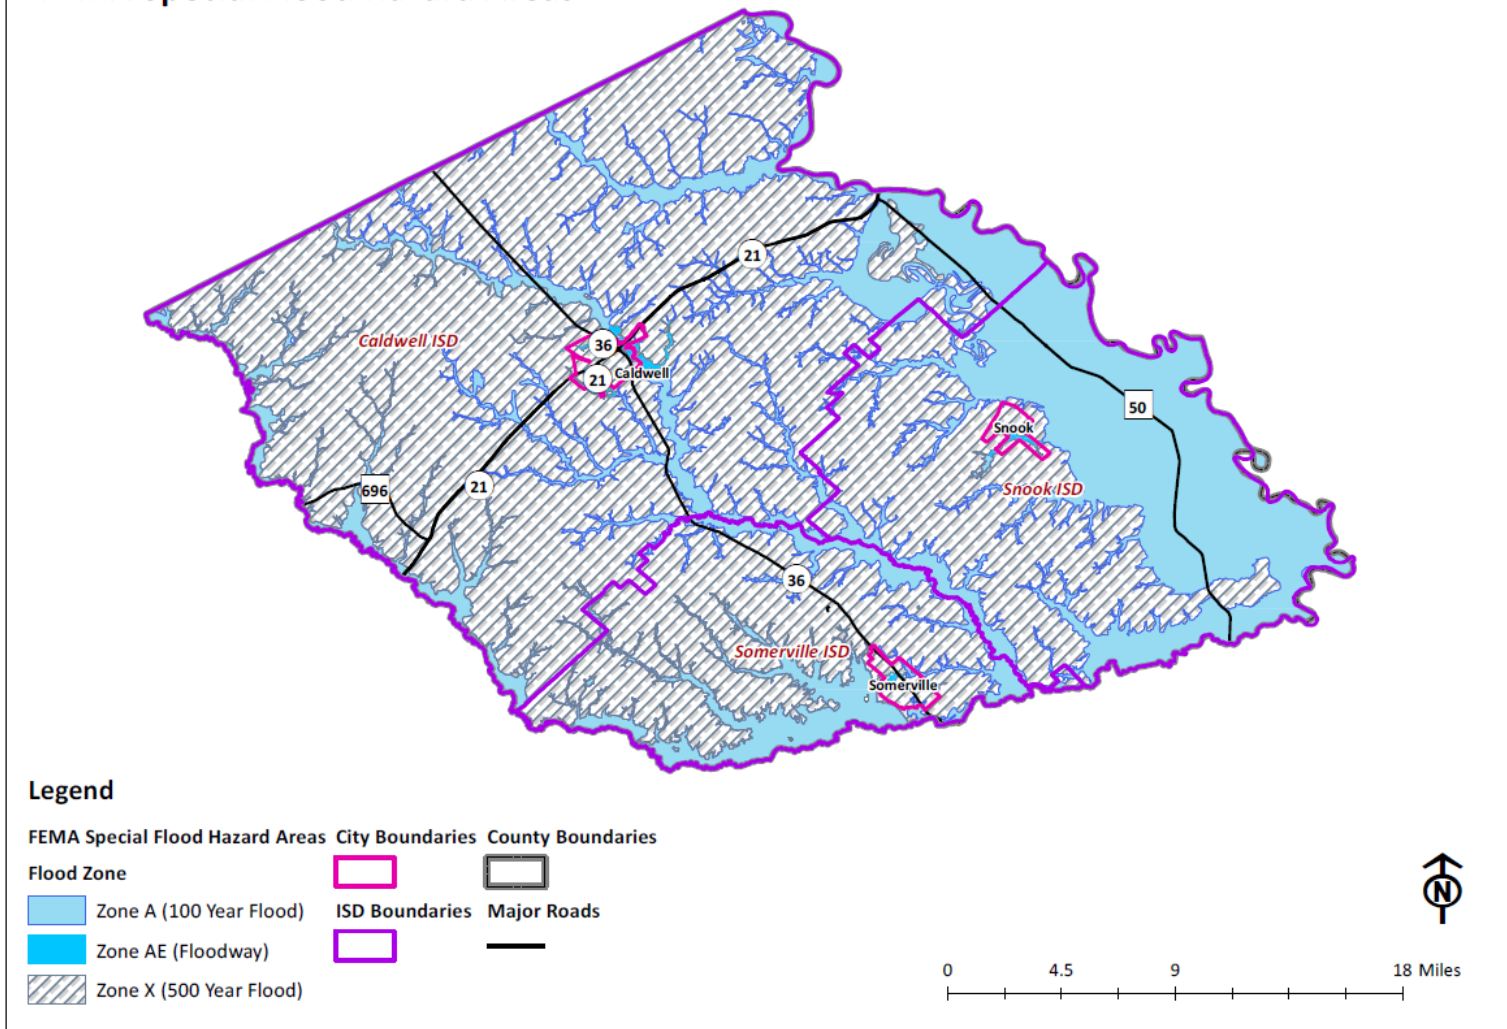 21
Caldwell ISD
36
21
Caldwell
50
Snook
696
21
Snook ISD
36
Somerville ISD
Somerville
Legend
FEMA Special Flood Hazard Areas City Boundaries County Boundaries
Flood Zone
Zone A (100 Year Flood) ISD Boundaries Major Roads
Zone AE (Floodway)
Zone X (500 Year Flood)
N
0 4.5 9 18 Miles